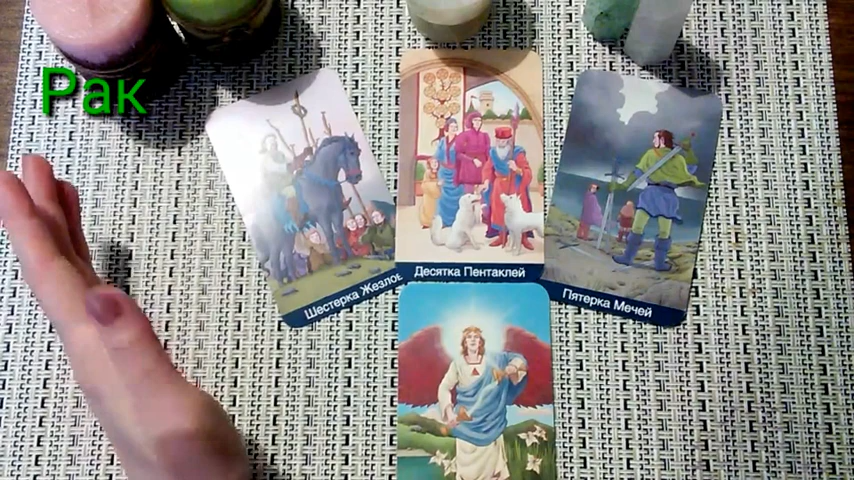 Рак
Шестерка Жезлов
Десятка Пентаклей
Пятерка Мечей